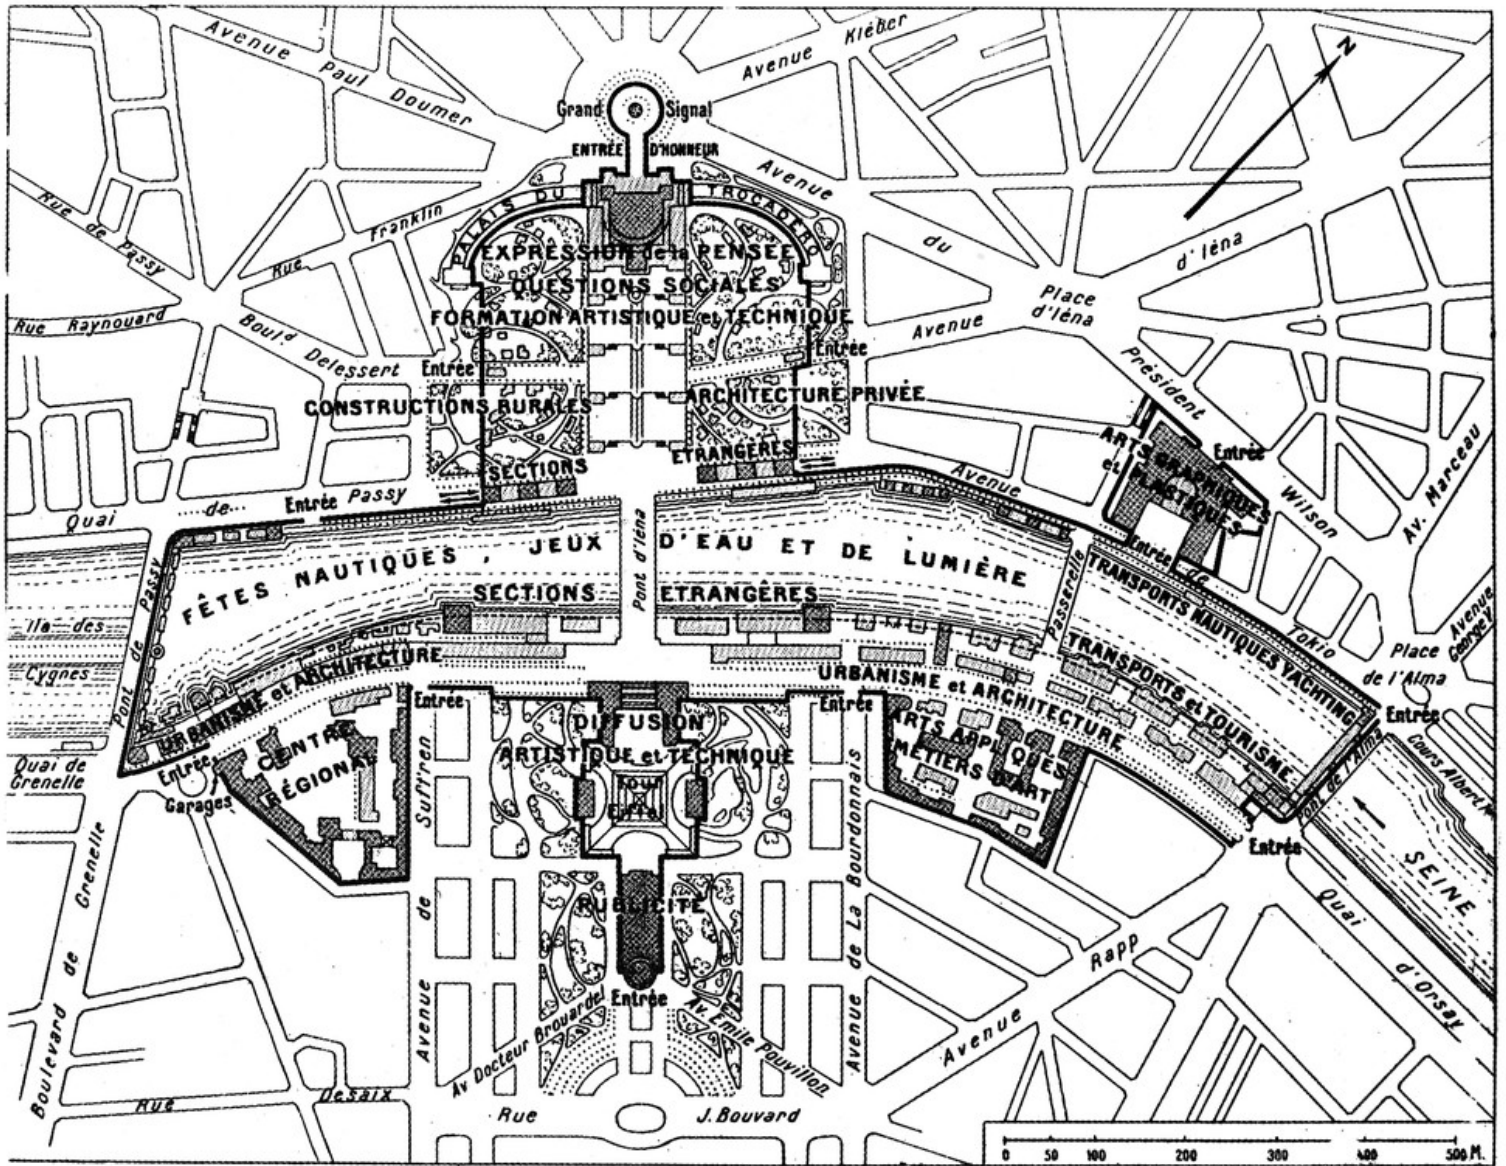 Avenue Paul Doumer
Avenue Kléber
N
Grand Signal
ENTRÉE D'HONNEUR
Avenue
du
Président
Wilson
PALAIS DU TROCADERO
Rue de Passy
Rue Franklin
EXPRESSION de la PENSÉE
QUESTIONS SOCIALES
FORMATION ARTISTIQUE et TECHNIQUE
Avenue
d'Iéna
Place
d'Iéna
Rue Raynouard
Bould Delessert
Entrée
Entrée
CONSTRUCTIONS RURALES
ARCHITECTURE PRIVÉE
SECTIONS
ETRANGÈRES
ARTS GRAPHIQUES
et PLASTIQUES
Entrée
Av. Marceau
Quai de Passy
Entrée
Avenue
de
Tokio
Entrée
Pont d'Iéna
FÊTES NAUTIQUES, JEUX D'EAU ET DE LUMIÈRE
SECTIONS ETRANGÈRES
Passerelle
TRANSPORTS NAUTIQUES YACHTING
TRANSPORTS et TOURISME
Place
de l'Alma
Avenue
George V
Pont de Passy
Ile des
Cygnes
URBANISME et ARCHITECTURE
URBANISME et ARCHITECTURE
Entrée
Entrée
Entrée
Cours Albert
Pont de l'Alma
Quai de
Grenelle
Entrée
Garages
CENTRE
RÉGIONAL
DIFFUSION
ARTISTIQUE et TECHNIQUE
Tour
Eiffel
ARTS APPLIQUÉS
MÉTIERS D'ART
Entrée
SEINE
Quai
d'Orsay
PUBLICITÉ
Entrée
Boulevard de Grenelle
Avenue de Suffren
Av. Docteur Brouardel
Av. Emile Pouvillon
Avenue de La Bourdonnais
Avenue Rapp
Rue Desaix
Rue J. Bouvard
0 50 100 200 300 400 500 M.